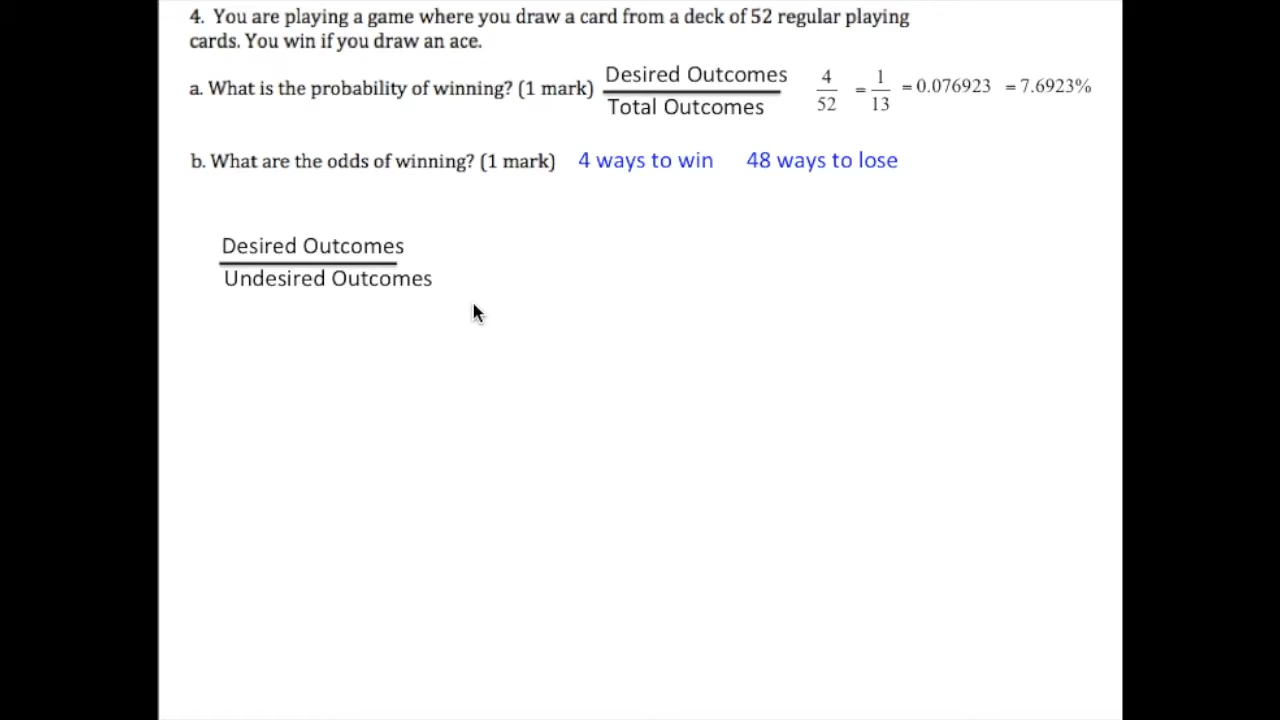 4. You are playing a game where you draw a card from a deck of 52 regular playing
cards. You win if you draw an ace.
a. What is the probability of winning? (1 mark) Desired Outcomes / Total Outcomes 4/52 = 1/13 = 0.076923 = 7.6923%
b. What are the odds of winning? (1 mark) 4 ways to win 48 ways to lose
Desired Outcomes
Undesired Outcomes